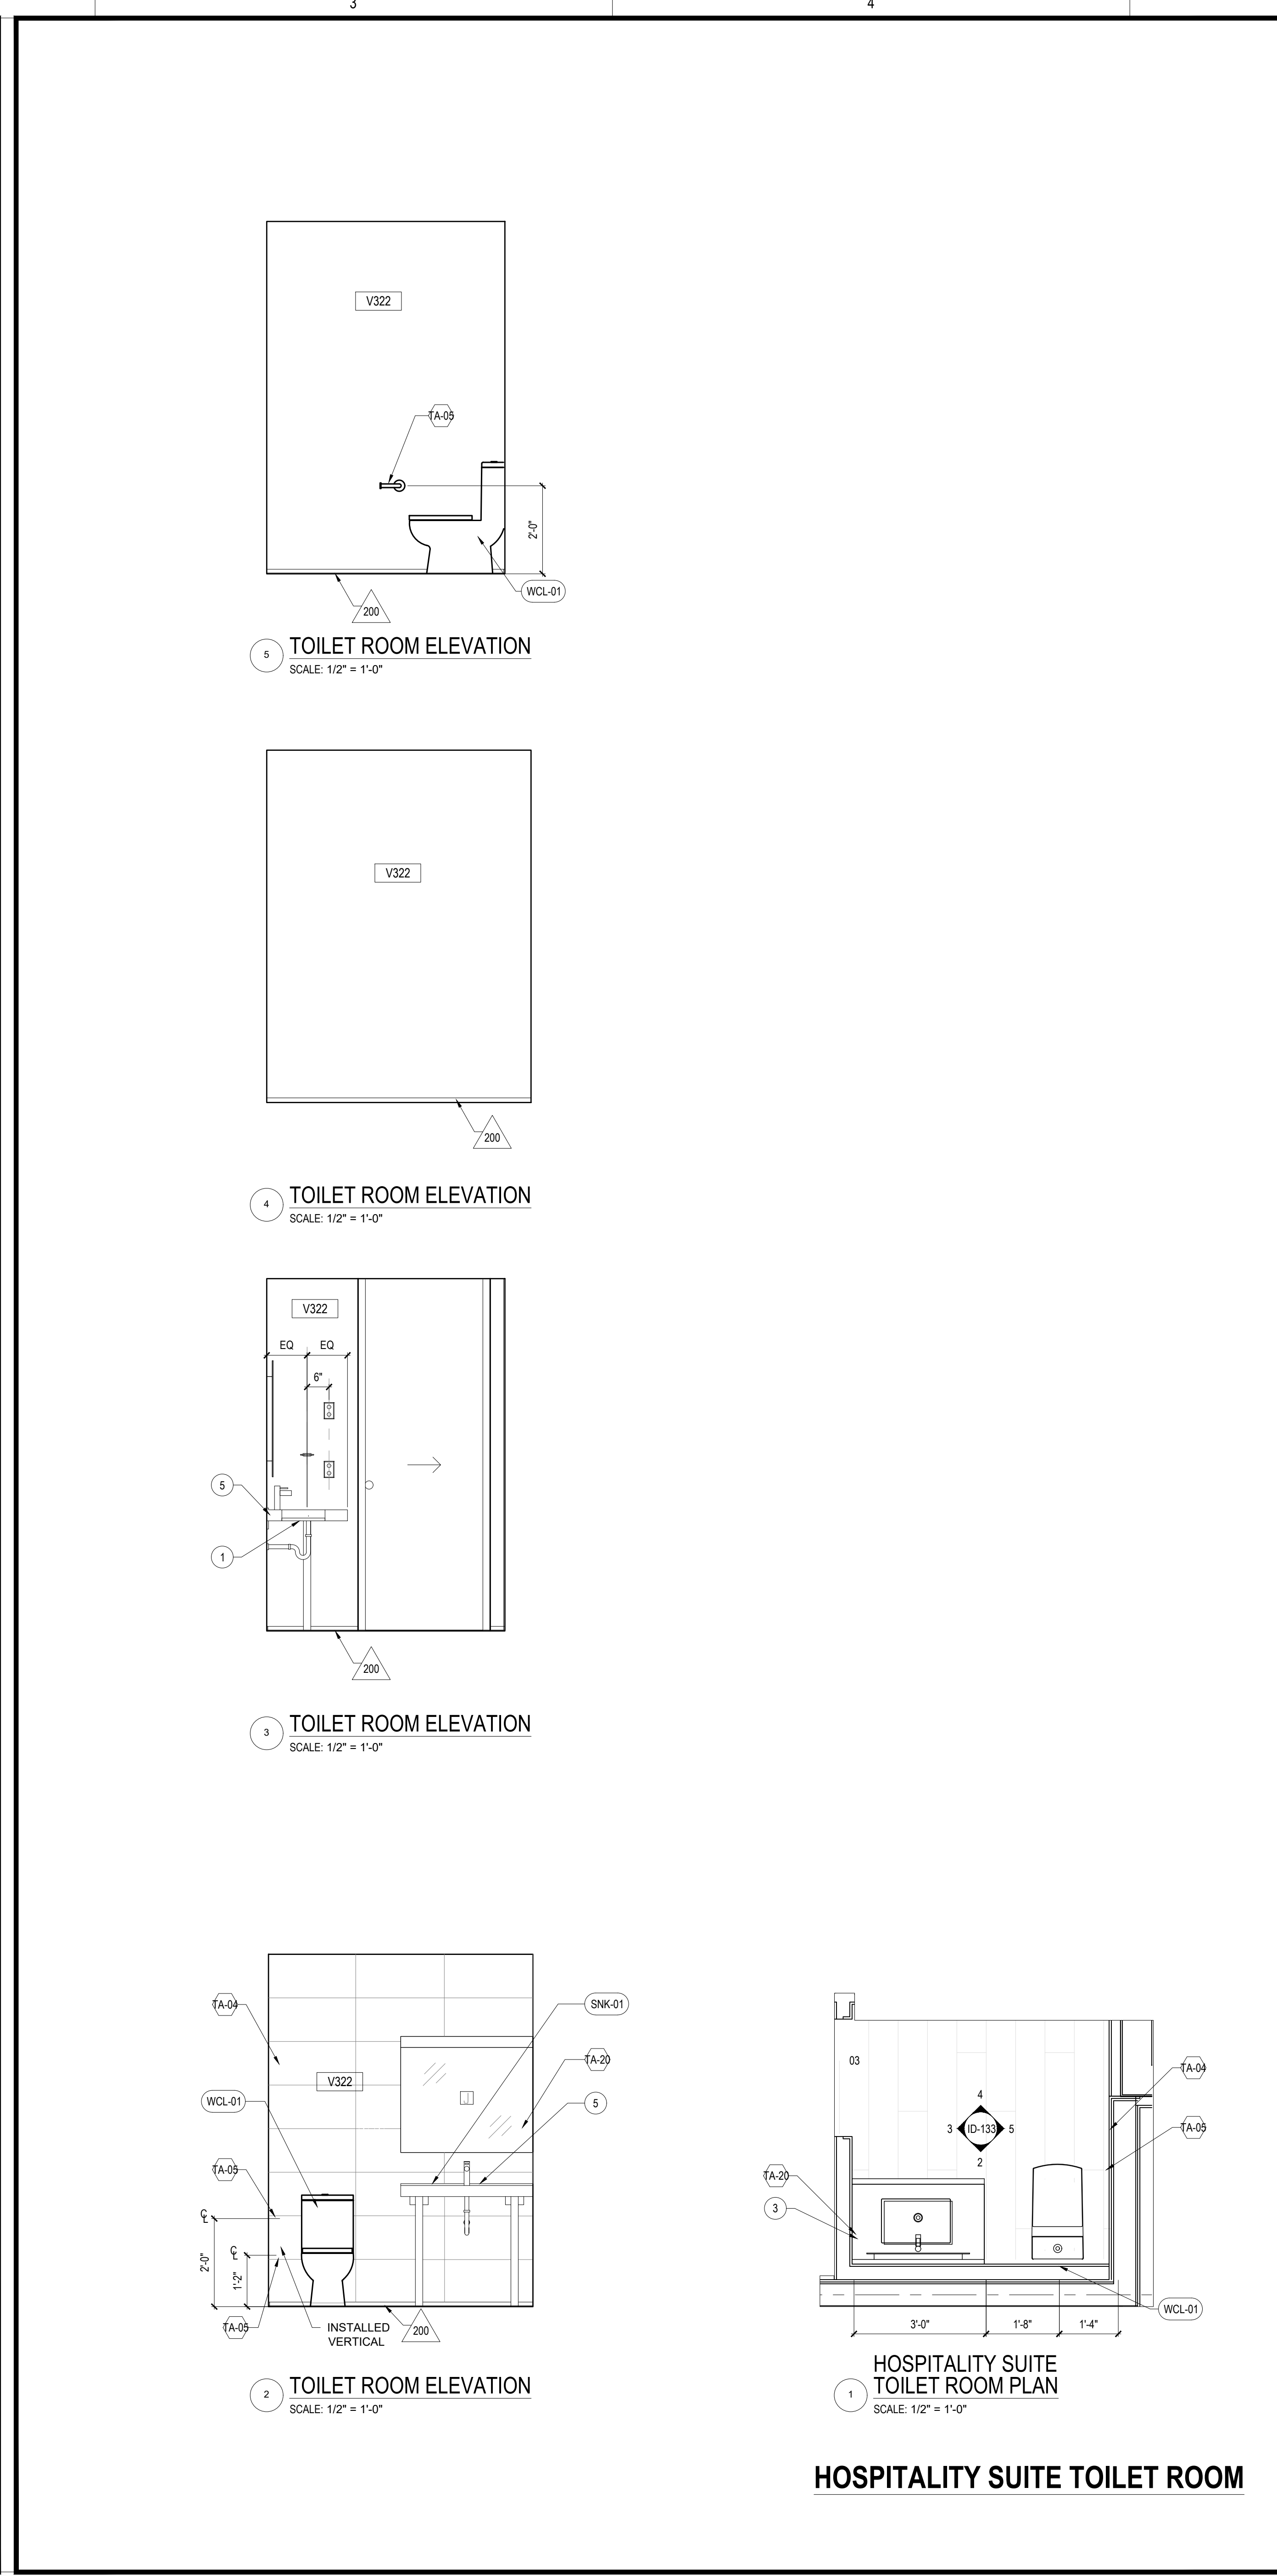 3
4
V322
TA-05
2'-0"
WCL-01
200
5
TOILET ROOM ELEVATION
SCALE: 1/2" = 1'-0"
V322
200
4
TOILET ROOM ELEVATION
SCALE: 1/2" = 1'-0"
V322
EQ
EQ
6"
5
1
200
3
TOILET ROOM ELEVATION
SCALE: 1/2" = 1'-0"
TA-04
SNK-01
TA-20
V322
WCL-01
5
J
TA-05
CL
CL
2'-0"
1'-2"
TA-05
INSTALLED
VERTICAL
200
2
TOILET ROOM ELEVATION
SCALE: 1/2" = 1'-0"
03
TA-04
4
3
ID-133
5
TA-05
2
TA-20
3
WCL-01
3'-0"
1'-8"
1'-4"
HOSPITALITY SUITE
1
TOILET ROOM PLAN
SCALE: 1/2" = 1'-0"
HOSPITALITY SUITE TOILET ROOM